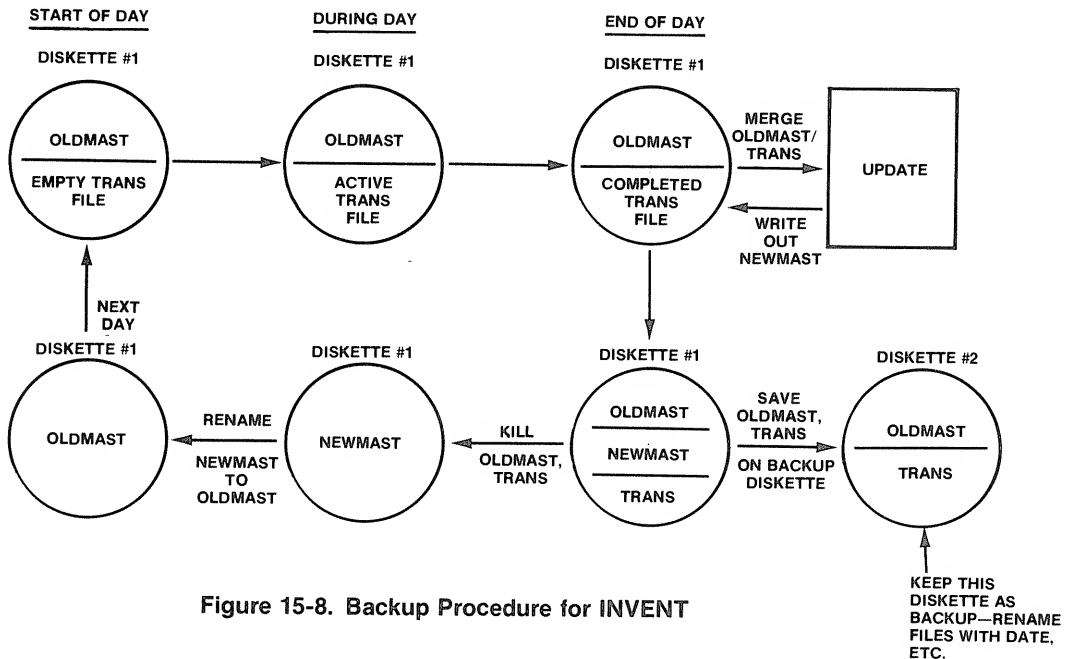 START OF DAY
DURING DAY
END OF DAY
DISKETTE #1
DISKETTE #1
DISKETTE #1
OLDMAST
EMPTY TRANS
FILE
OLDMAST
ACTIVE
TRANS
FILE
OLDMAST
COMPLETED
TRANS
FILE
MERGE
OLDMAST/
TRANS
WRITE
OUT
NEWMAST
UPDATE
NEXT
DAY
DISKETTE #1
DISKETTE #1
DISKETTE #1
DISKETTE #2
OLDMAST
RENAME
NEWMAST
TO
OLDMAST
NEWMAST
KILL
OLDMAST,
TRANS
OLDMAST
NEWMAST
TRANS
SAVE
OLDMAST,
TRANS
ON BACKUP
DISKETTE
OLDMAST
TRANS
KEEP THIS
DISKETTE AS
BACKUP—RENAME
FILES WITH DATE,
ETC.
Figure 15-8. Backup Procedure for INVENT